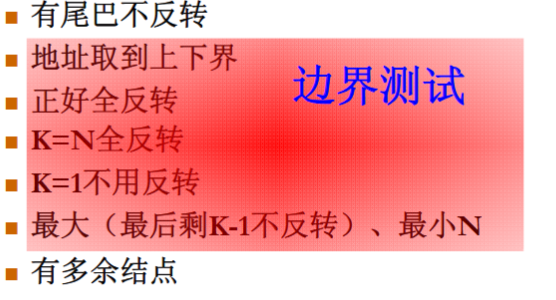 有尾巴不反转
地址取到上下界
边界测试
正好全反转
K=N全反转
K=1不用反转
最大（最后剩K-1不反转）、最小N
有多余结点